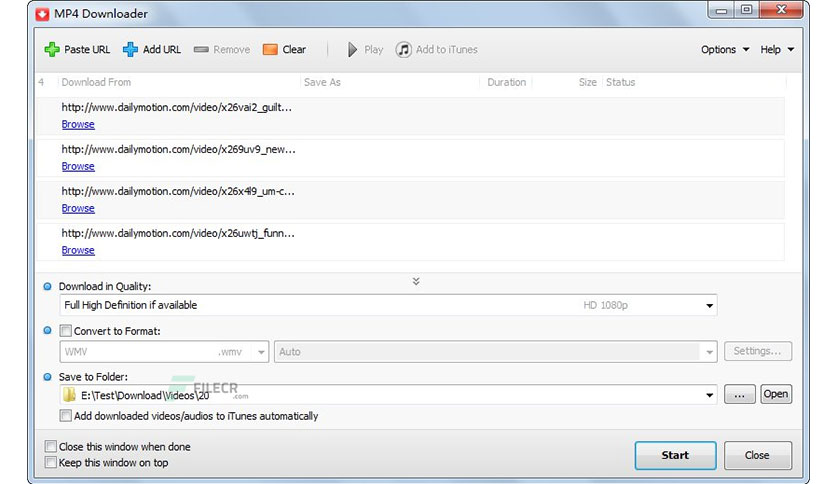 MP4 Downloader
Paste URL Add URL Remove Clear Play Add to iTunes Options Help
4 Download From Save As Duration Size Status
http://www.dailymotion.com/video/x26vai2_guilt...
Browse
http://www.dailymotion.com/video/x269uv9_new...
Browse
http://www.dailymotion.com/video/x26x4l9_um-c...
Browse
http://www.dailymotion.com/video/x26uwtj_funn...
Browse
Download in Quality:
Full High Definition if available HD 1080p
Convert to Format:
WMV .wmv Auto Settings...
Save to Folder:
FILECR
.com
E:\Test\Download\Videos\20 ... Open
Add downloaded videos/audios to iTunes automatically
Close this window when done
Keep this window on top
Start Close